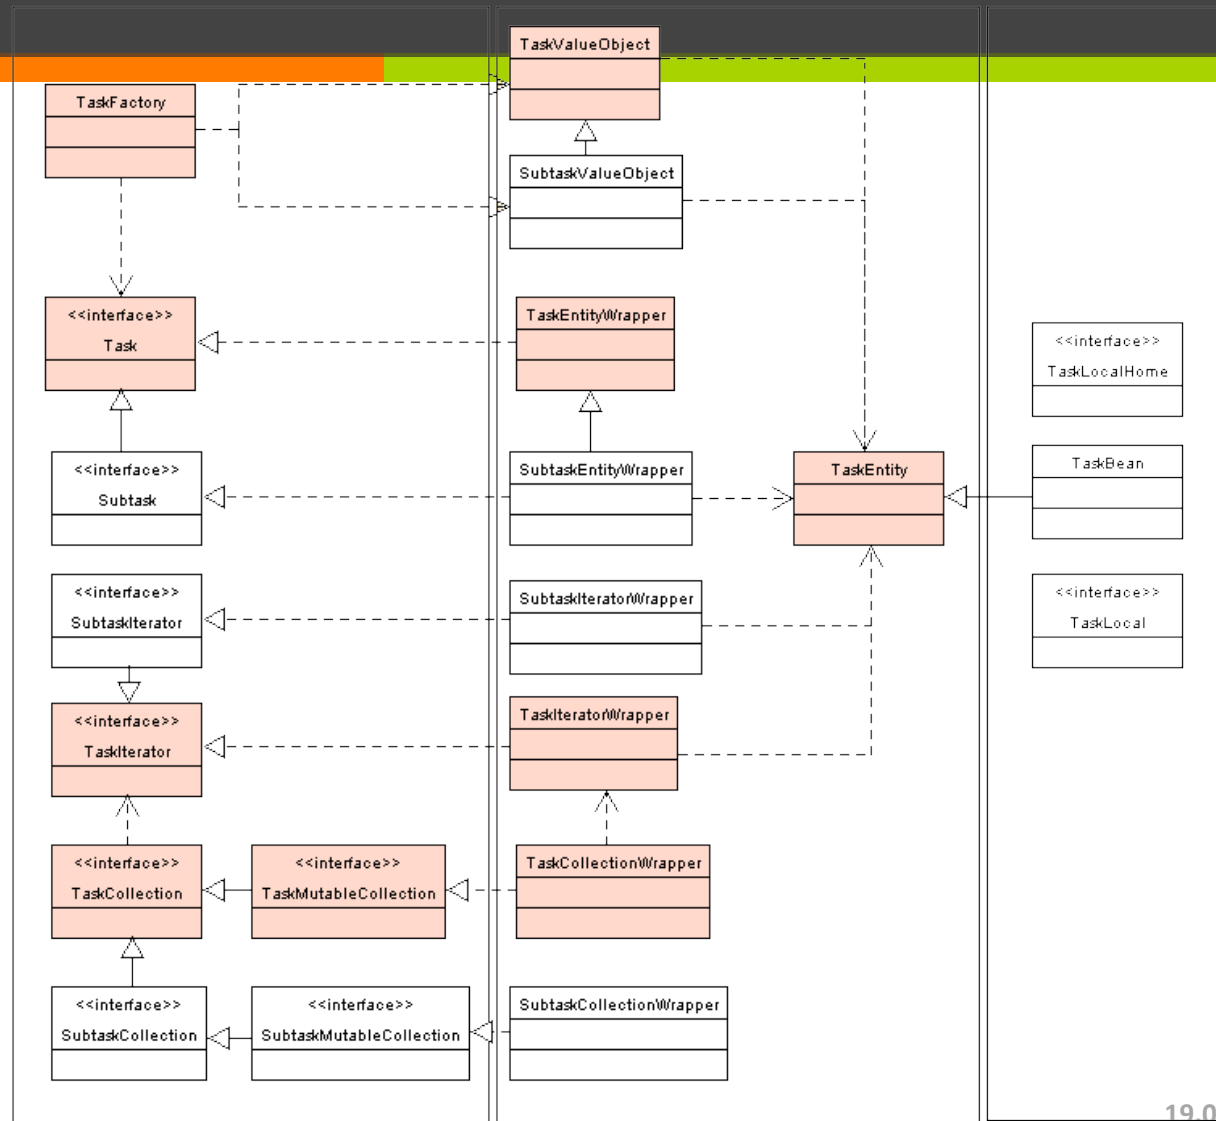 TaskFactory
<<interface>>
Task
<<interface>>
Subtask
<<interface>>
SubtaskIterator
<<interface>>
TaskIterator
<<interface>>
TaskCollection
<<interface>>
TaskMutableCollection
<<interface>>
SubtaskCollection
<<interface>>
SubtaskMutableCollection
TaskValueObject
SubtaskValueObject
TaskEntityWrapper
SubtaskEntityWrapper
SubtaskIteratorWrapper
TaskIteratorWrapper
TaskCollectionWrapper
SubtaskCollectionWrapper
TaskEntity
<<interface>>
TaskLocalHome
TaskBean
<<interface>>
TaskLocal